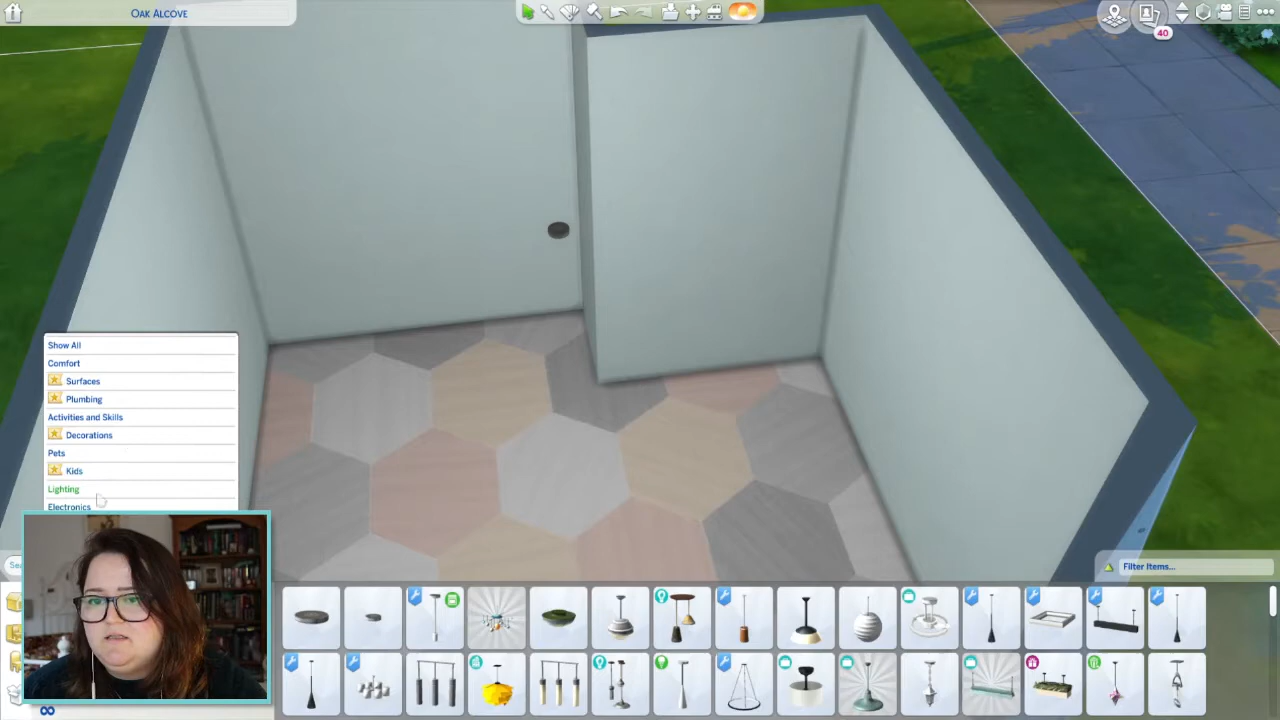 Oak Alcove
40
Show All
Comfort
Surfaces
Plumbing
Activities and Skills
Decorations
Pets
Kids
Lighting
Electronics
Filter Items...